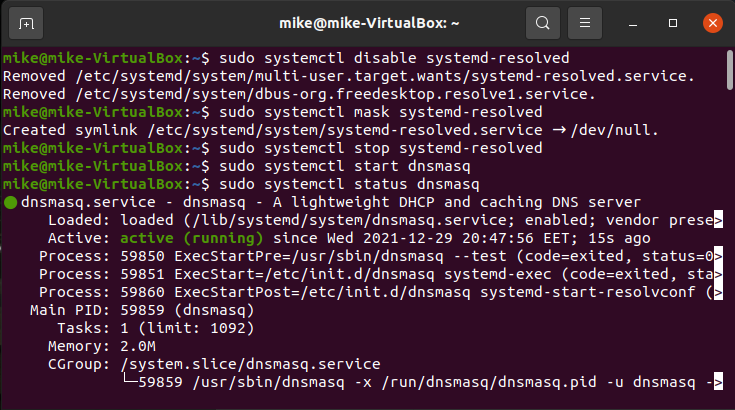 mike@mike-VirtualBox: ~
mike@mike-VirtualBox:~$ sudo systemctl disable systemd-resolved
Removed /etc/systemd/system/multi-user.target.wants/systemd-resolved.service.
Removed /etc/systemd/system/dbus-org.freedesktop.resolve1.service.
mike@mike-VirtualBox:~$ sudo systemctl mask systemd-resolved
Created symlink /etc/systemd/system/systemd-resolved.service → /dev/null.
mike@mike-VirtualBox:~$ sudo systemctl stop systemd-resolved
mike@mike-VirtualBox:~$ sudo systemctl start dnsmasq
mike@mike-VirtualBox:~$ sudo systemctl status dnsmasq
● dnsmasq.service - dnsmasq - A lightweight DHCP and caching DNS server
     Loaded: loaded (/lib/systemd/system/dnsmasq.service; enabled; vendor prese>
     Active: active (running) since Wed 2021-12-29 20:47:56 EET; 15s ago
    Process: 59850 ExecStartPre=/usr/sbin/dnsmasq --test (code=exited, status=0>
    Process: 59851 ExecStart=/etc/init.d/dnsmasq systemd-exec (code=exited, sta>
    Process: 59860 ExecStartPost=/etc/init.d/dnsmasq systemd-start-resolvconf (>
   Main PID: 59859 (dnsmasq)
      Tasks: 1 (limit: 1092)
     Memory: 2.0M
     CGroup: /system.slice/dnsmasq.service
             └─59859 /usr/sbin/dnsmasq -x /run/dnsmasq/dnsmasq.pid -u dnsmasq ->